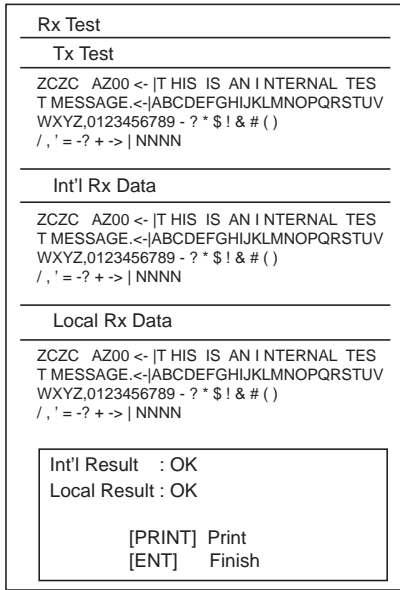 Rx Test
Tx Test
ZCZC AZ00 <- |T HIS IS AN I NTERNAL TES
T MESSAGE.<-|ABCDEFGHIJKLMNOPQRSTUV
WXYZ,0123456789 - ? * $ ! & # ( )
/ , ' = -? + -> | NNNN
Int'l Rx Data
ZCZC AZ00 <- |T HIS IS AN I NTERNAL TES
T MESSAGE.<-|ABCDEFGHIJKLMNOPQRSTUV
WXYZ,0123456789 - ? * $ ! & # ( )
/ , ' = -? + -> | NNNN
Local Rx Data
ZCZC AZ00 <- |T HIS IS AN I NTERNAL TES
T MESSAGE.<-|ABCDEFGHIJKLMNOPQRSTUV
WXYZ,0123456789 - ? * $ ! & # ( )
/ , ' = -? + -> | NNNN
Int'l Result : OK
Local Result : OK
[PRINT] Print
[ENT] Finish